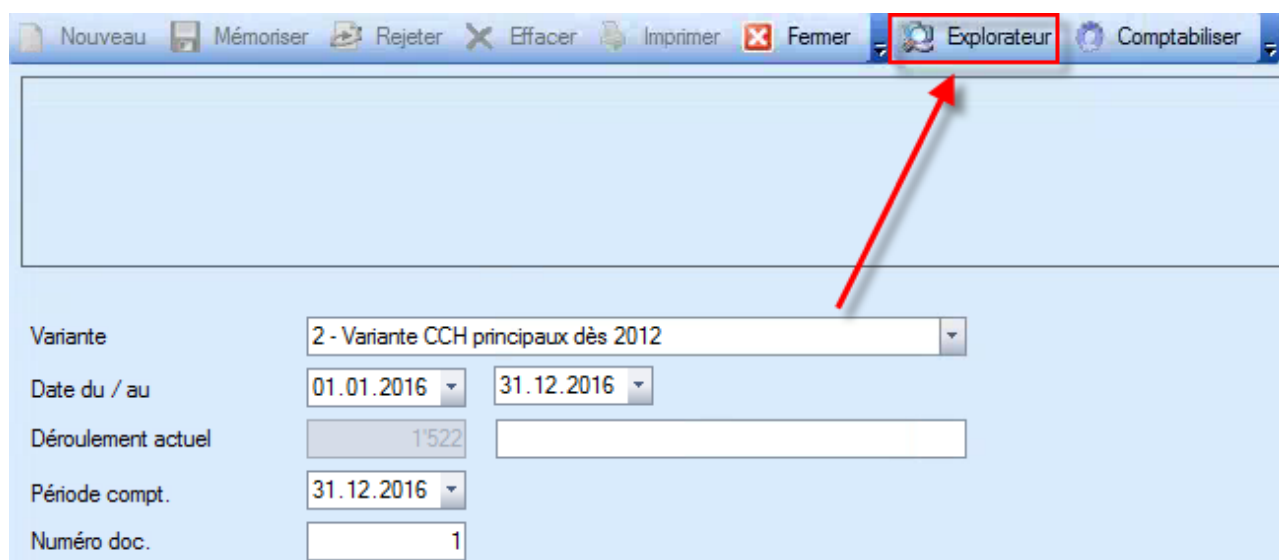 Nouveau Mémoriser Rejeter Effacer Imprimer Fermer Explorateur Comptabiliser
Variante 2 - Variante CCH principaux dès 2012
Date du / au 01.01.2016 31.12.2016
Déroulement actuel 1'522
Période compt. 31.12.2016
Numéro doc. 1